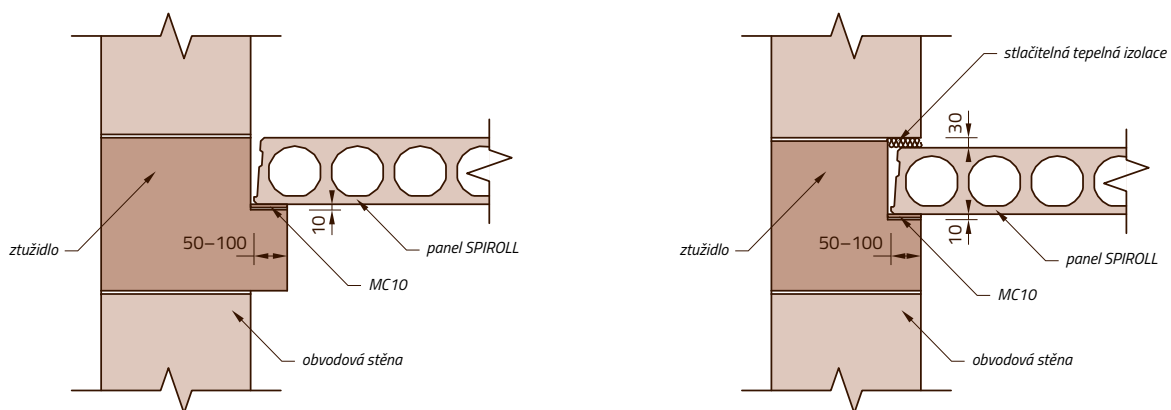 ztužidlo
50–100
10
panel SPIROLL
MC10
obvodová stěna
stlačitelná tepelná izolace
30
ztužidlo
50–100
10
panel SPIROLL
MC10
obvodová stěna